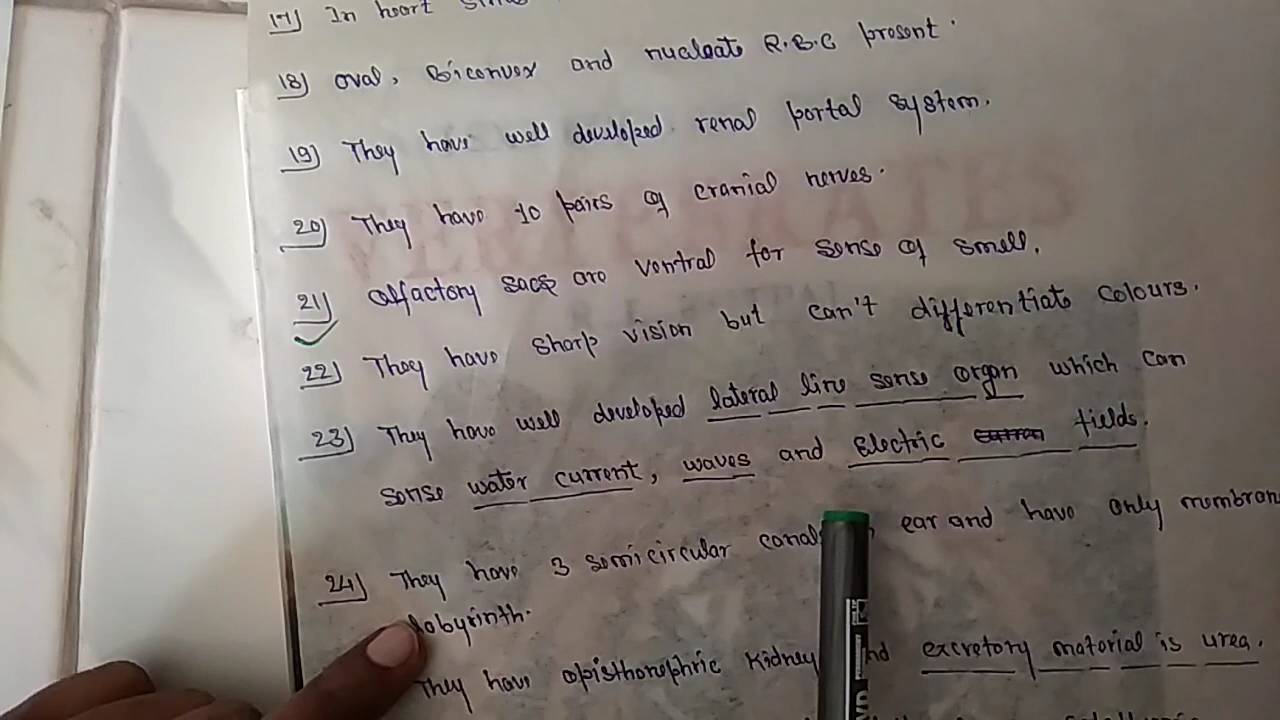 17) In heart
18) Oval, Biconvex and nucleate R.B.C present.
19) They have well developed renal portal system.
20) They have 10 pairs of cranial nerves.
21) Olfactory sacs are ventral for sense of smell.
22) They have sharp vision but can't differentiate colours.
23) They have well developed lateral line sense organ which can
sense water current, waves and Electric fields.
24) They have 3 semicircular canals ear and have only membran
labyrinth.
They have opisthonephric kidney and excretory material is urea.
VERTEBRATES